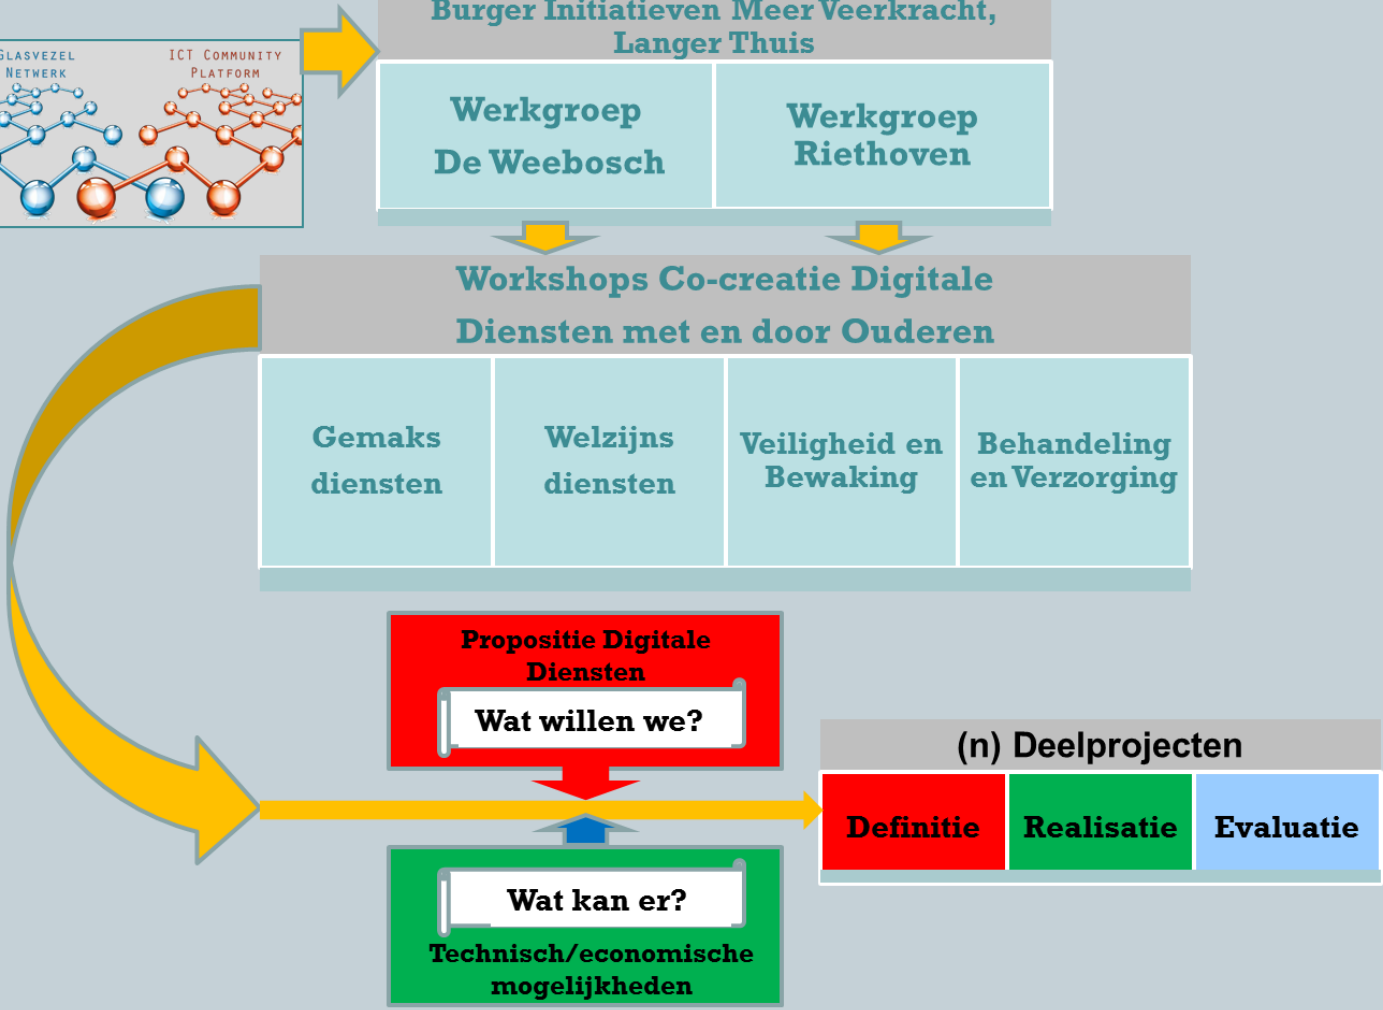 Burger Initiatieven Meer Veerkracht,
Langer Thuis
GLASVEZEL
NETWERK
ICT COMMUNITY
PLATFORM
Werkgroep
De Weebosch
Werkgroep
Riethoven
Workshops Co-creatie Digitale
Diensten met en door Ouderen
Gemaks
diensten
Welzijns
diensten
Veiligheid en
Bewaking
Behandeling
en Verzorging
Propositie Digitale
Diensten
Wat willen we?
(n) Deelprojecten
Definitie
Realisatie
Evaluatie
Wat kan er?
Technisch/economische
mogelijkheden